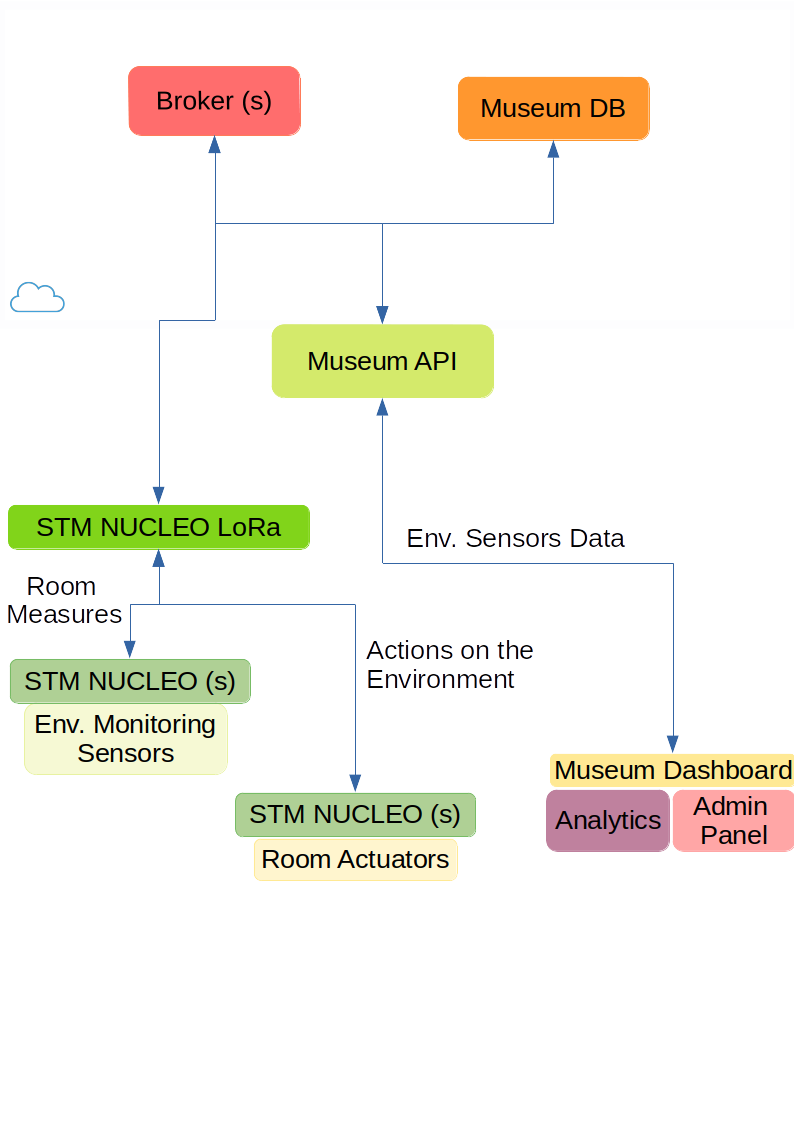 Broker (s)
Museum DB
Museum API
STM NUCLEO LoRa
Env. Sensors Data
Room
Measures
Actions on the
Environment
STM NUCLEO (s)
Env. Monitoring
Sensors
STM NUCLEO (s)
Room Actuators
Museum Dashboard
Analytics
Admin
Panel